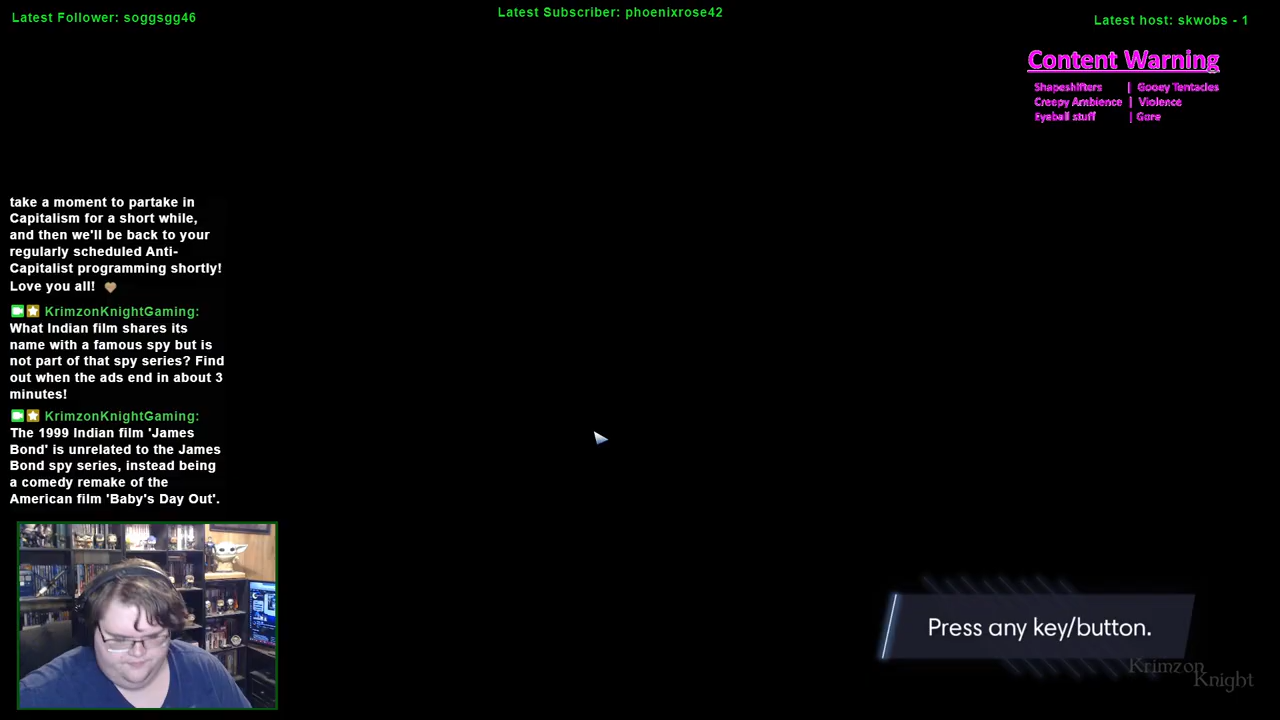 Latest Follower: soggsgg46
Latest Subscriber: phoenixrose42
Latest host: skwobs - 1
Content Warning
Shapeshifters | Gooey Tentacles
Creepy Ambience | Violence
Eyeball stuff | Gore
take a moment to partake in
Capitalism for a short while,
and then we'll be back to your
regularly scheduled Anti-
Capitalist programming shortly!
Love you all!
KrimzonKnightGaming:
What Indian film shares its
name with a famous spy but is
not part of that spy series? Find
out when the ads end in about 3
minutes!
KrimzonKnightGaming:
The 1999 Indian film 'James
Bond' is unrelated to the James
Bond spy series, instead being
a comedy remake of the
American film 'Baby's Day Out'.
Press any key/button.
Krimzon
Knight